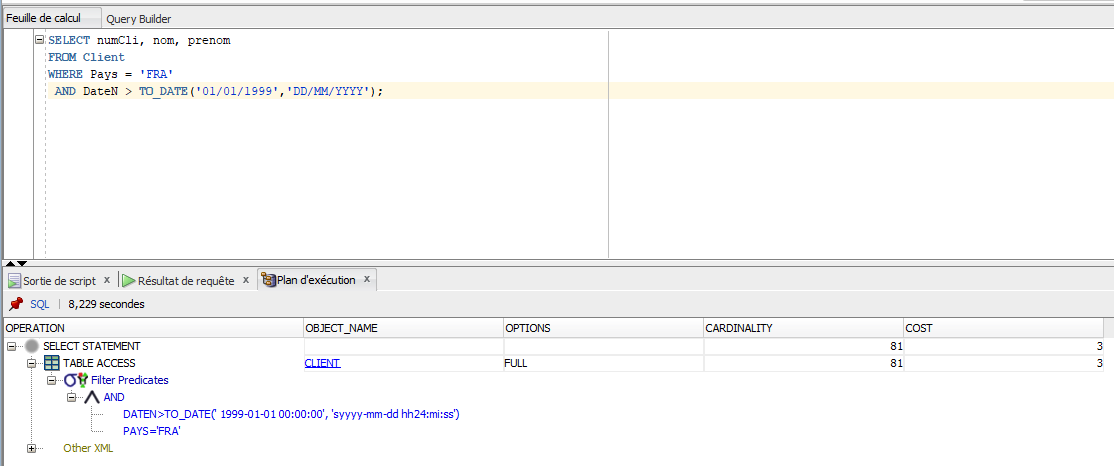 Feuille de calcul Query Builder
SELECT numCli, nom, prenom
FROM Client
WHERE Pays = 'FRA'
AND DateN > TO_DATE('01/01/1999','DD/MM/YYYY');
Sortie de script x Résultat de requête x Plan d'exécution x
SQL | 8,229 secondes
OPERATION OBJECT_NAME OPTIONS CARDINALITY COST
SELECT STATEMENT 81 3
TABLE ACCESS CLIENT FULL 81 3
Filter Predicates
AND
DATEN>TO_DATE(' 1999-01-01 00:00:00', 'syyyy-mm-dd hh24:mi:ss')
PAYS='FRA'
Other XML